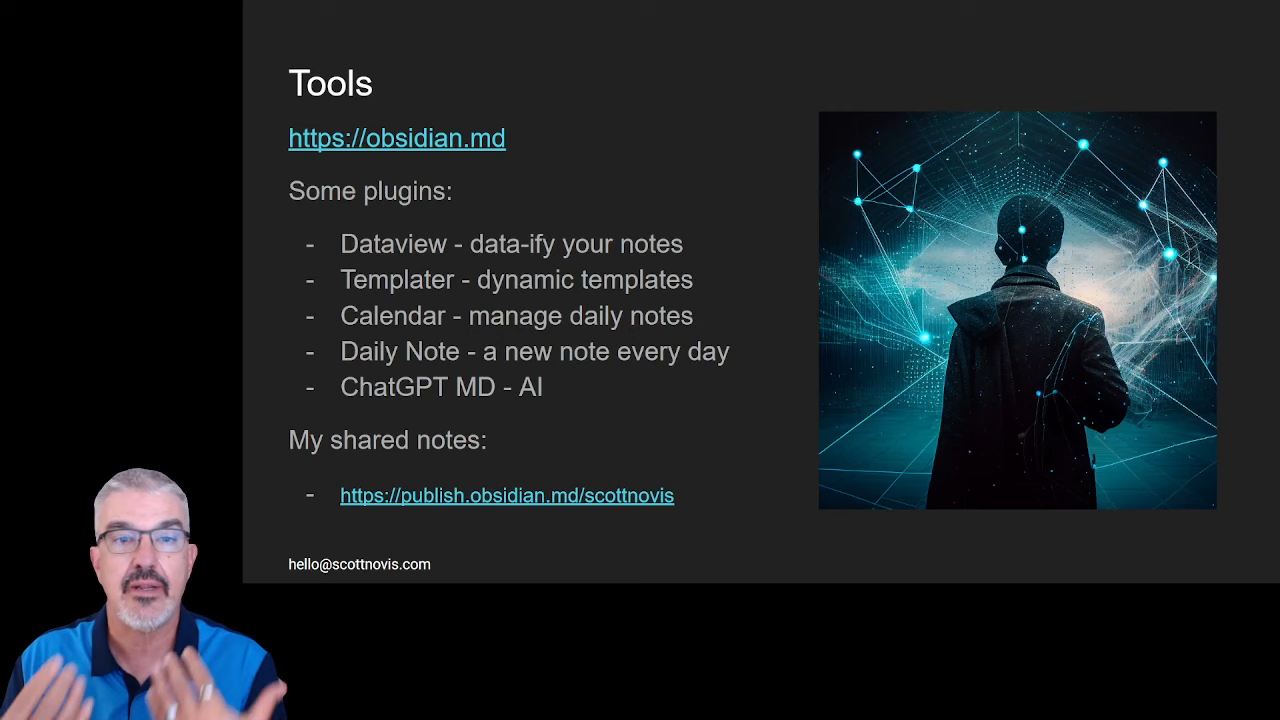 Tools
https://obsidian.md
Some plugins:
- Dataview - data-ify your notes
- Templater - dynamic templates
- Calendar - manage daily notes
- Daily Note - a new note every day
- ChatGPT MD - AI
My shared notes:
- https://publish.obsidian.md/scottnovis
hello@scottnovis.com